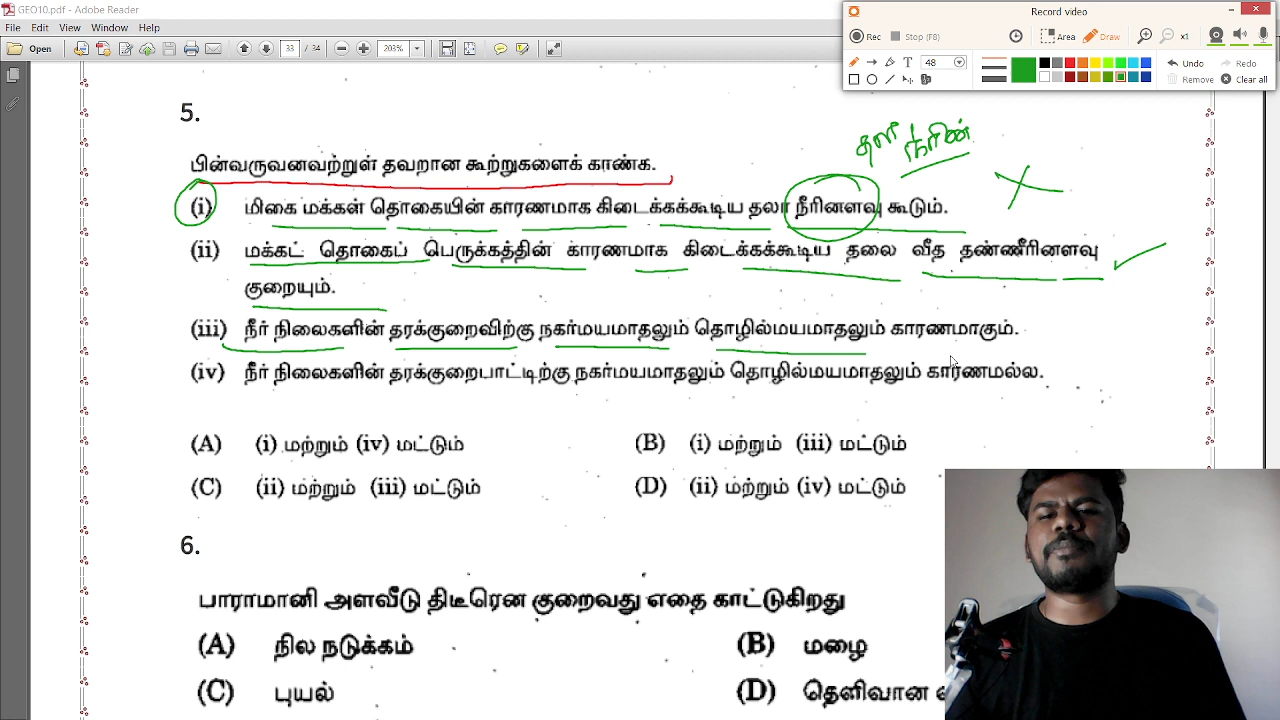 GEO10.pdf - Adobe Reader
File Edit View Window Help
Open 33 / 34 203%
Record video
Rec Stop (F8) Area Draw x1
T 48 Undo Redo
Remove Clear all
5.
தலா நீரின்
பின்வருவனவற்றுள் தவறான கூற்றுகளைக் காண்க.
(i) மிகை மக்கள் தொகையின் காரணமாக கிடைக்கக்கூடிய தலா நீரினளவு கூடும்.
(ii) மக்கட் தொகைப் பெருக்கத்தின் காரணமாக கிடைக்கக்கூடிய தலை வீத தண்ணீரினளவு
குறையும்.
(iii) நீர் நிலைகளின் தரக்குறைவிற்கு நகர்மயமாதலும் தொழில்மயமாதலும் காரணமாகும்.
(iv) நீர் நிலைகளின் தரக்குறைபாட்டிற்கு நகர்மயமாதலும் தொழில்மயமாதலும் காரணமல்ல.
(A) (i) மற்றும் (iv) மட்டும் (B) (i) மற்றும் (iii) மட்டும்
(C) (ii) மற்றும் (iii) மட்டும் (D) (ii) மற்றும் (iv) மட்டும்
6.
பாராமானி அளவீடு திடீரென குறைவது எதை காட்டுகிறது
(A) நில நடுக்கம் (B) மழை
(C) புயல் (D) தெளிவான